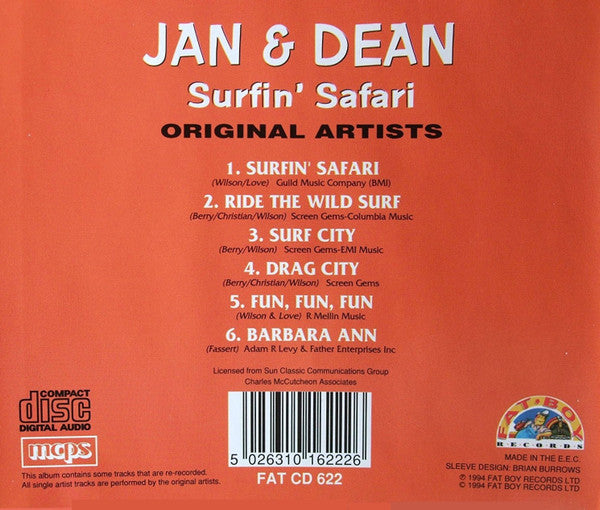 JAN & DEAN
Surfin' Safari
ORIGINAL ARTISTS
1. SURFIN' SAFARI
(Wilson/Love) Guild Music Company (BMI)
2. RIDE THE WILD SURF
(Berry/Christian/Wilson) Screen Gems-Columbia Music
3. SURF CITY
(Berry/Wilson) Screen Gems-EMI Music
4. DRAG CITY
(Berry/Christian/Wilson) Screen Gems
5. FUN, FUN, FUN
(Wilson & Love) R Mellin Music
6. BARBARA ANN
(Fassert) Adam R Levy & Father Enterprises Inc
Licensed from Sun Classic Communications Group
Charles McCutcheon Associates
COMPACT
disc
DIGITAL AUDIO
mcps
This album contains some tracks that are re-recorded.
All single artist tracks are performed by the original artists.
5 026310 162226
FAT CD 622
FAT·BOY
RECORDS
MADE IN THE E.E.C.
SLEEVE DESIGN: BRIAN BURROWS
℗ 1994 FAT BOY RECORDS LTD
© 1994 FAT BOY RECORDS LTD